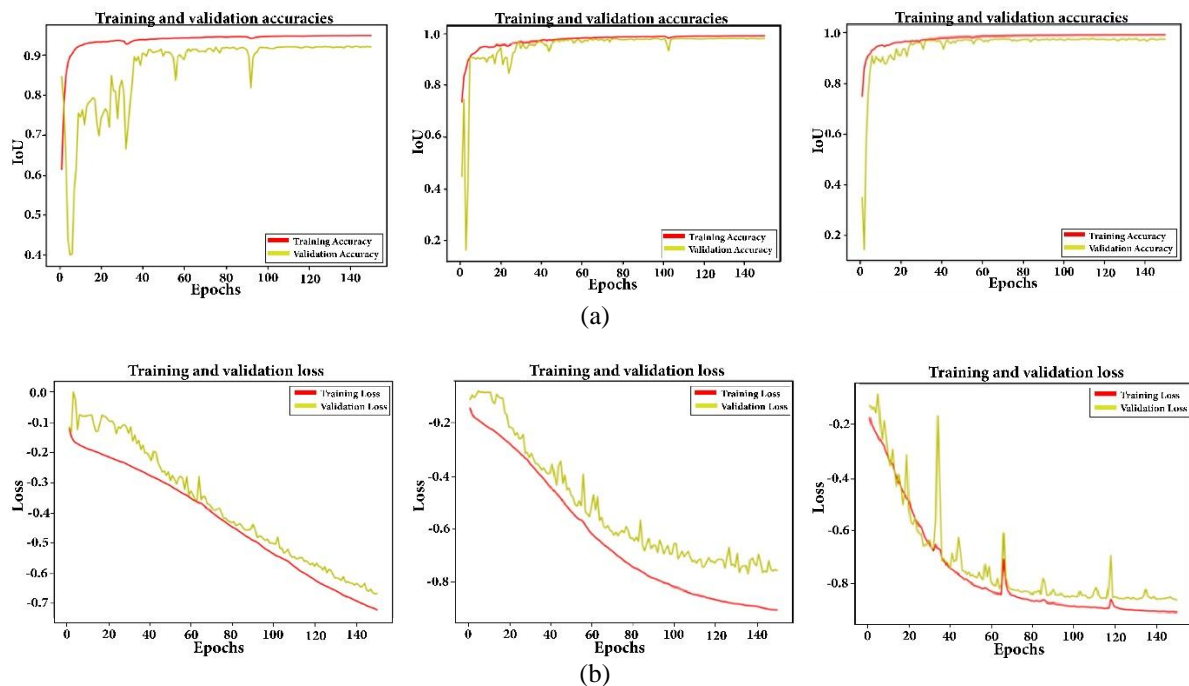 Training and validation accuracies
IoU
0.9
0.8
0.7
0.6
0.5
0.4
0 20 40 60 80 100 120 140
Epochs
Training Accuracy
Validation Accuracy
Training and validation accuracies
IoU
1.0
0.8
0.6
0.4
0.2
0 20 40 60 80 100 120 140
Epochs
Training Accuracy
Validation Accuracy
Training and validation accuracies
IoU
1.0
0.8
0.6
0.4
0.2
0 20 40 60 80 100 120 140
Epochs
Training Accuracy
Validation Accuracy
(a)
Training and validation loss
Loss
0.0
-0.1
-0.2
-0.3
-0.4
-0.5
-0.6
-0.7
0 20 40 60 80 100 120 140
Epochs
Training Loss
Validation Loss
Training and validation loss
Loss
-0.2
-0.4
-0.6
-0.8
0 20 40 60 80 100 120 140
Epochs
Training Loss
Validation Loss
Training and validation loss
Loss
-0.2
-0.4
-0.6
-0.8
0 20 40 60 80 100 120 140
Epochs
Training Loss
Validation Loss
(b)